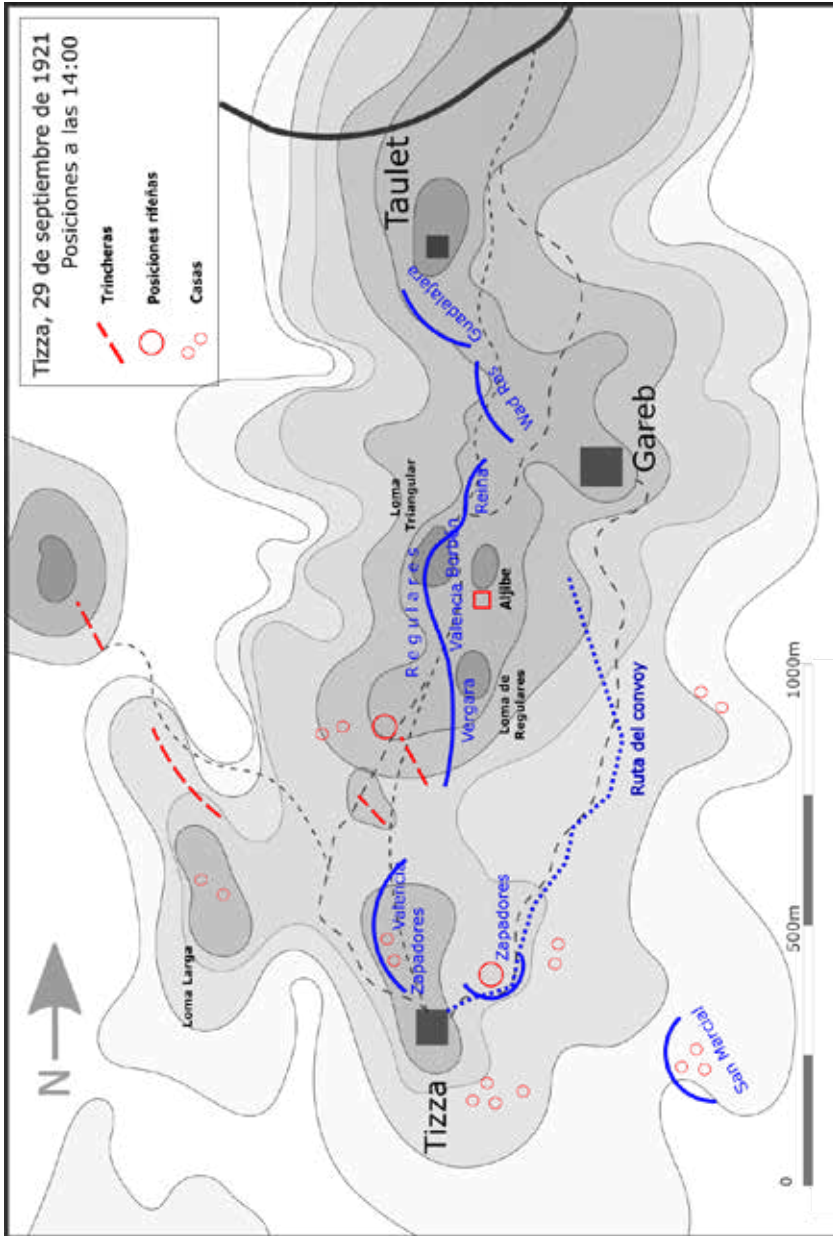 Tizza, 29 de septiembre de 1921
Posiciones a las 14:00
Trincheras
Posiciones rifeñas
Casas
N
Loma Larga
Tizza
Zapadores
Valencia
Zapadores
San Marcial
Regulares
Loma
Triangular
Vergara
Valencia
Borbón
Reina
Loma de
Regulares
Aljibe
Wad Res
Guadalajara
Taulet
Gareb
Ruta del convoy
0
500m
1000m